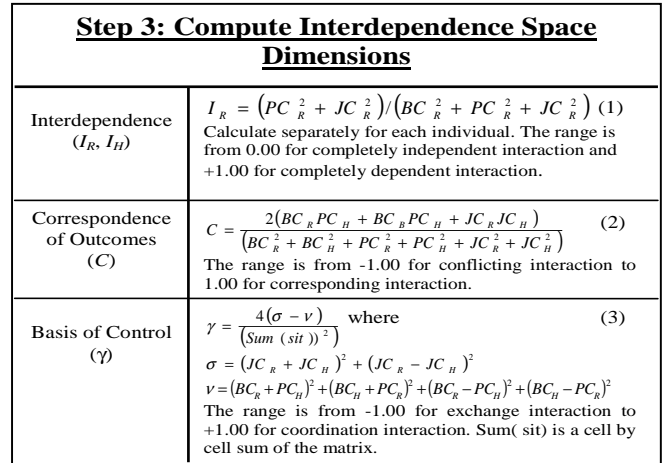 Step 3: Compute Interdependence Space
Dimensions
Interdependence
(I_R, I_H)
I_R = (PC_R^2 + JC_R^2)/(BC_R^2 + PC_R^2 + JC_R^2) (1)
Calculate separately for each individual. The range is
from 0.00 for completely independent interaction and
+1.00 for completely dependent interaction.
Correspondence
of Outcomes
(C)
C = 2(BC_R PC_H + BC_B PC_H + JC_R JC_H) / (BC_R^2 + BC_H^2 + PC_R^2 + PC_H^2 + JC_R^2 + JC_H^2) (2)
The range is from -1.00 for conflicting interaction to
1.00 for corresponding interaction.
Basis of Control
(γ)
γ = 4(σ − ν) / (Sum (sit))^2) where (3)
σ = (JC_R + JC_H)^2 + (JC_R − JC_H)^2
ν = (BC_R + PC_H)^2 + (BC_H + PC_R)^2 + (BC_R − PC_H)^2 + (BC_H − PC_R)^2
The range is from -1.00 for exchange interaction to
+1.00 for coordination interaction. Sum( sit) is a cell by
cell sum of the matrix.